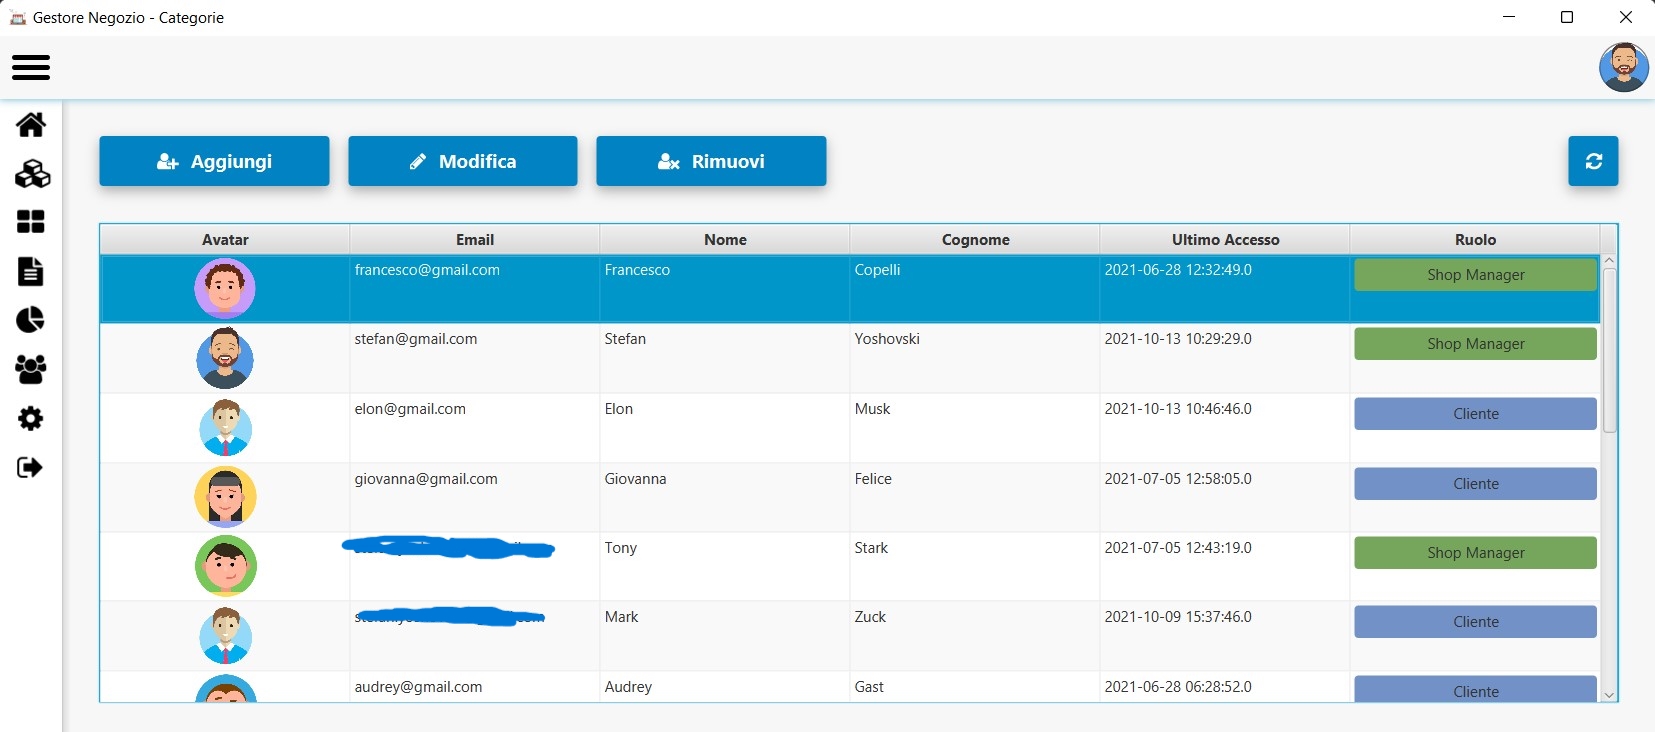 Gestore Negozio - Categorie
Aggiungi Modifica Rimuovi
Avatar Email Nome Cognome Ultimo Accesso Ruolo
francesco@gmail.com Francesco Copelli 2021-06-28 12:32:49.0 Shop Manager
stefan@gmail.com Stefan Yoshovski 2021-10-13 10:29:29.0 Shop Manager
elon@gmail.com Elon Musk 2021-10-13 10:46:46.0 Cliente
giovanna@gmail.com Giovanna Felice 2021-07-05 12:58:05.0 Cliente
Tony Stark 2021-07-05 12:43:19.0 Shop Manager
Mark Zuck 2021-10-09 15:37:46.0 Cliente
audrey@gmail.com Audrey Gast 2021-06-28 06:28:52.0 Cliente